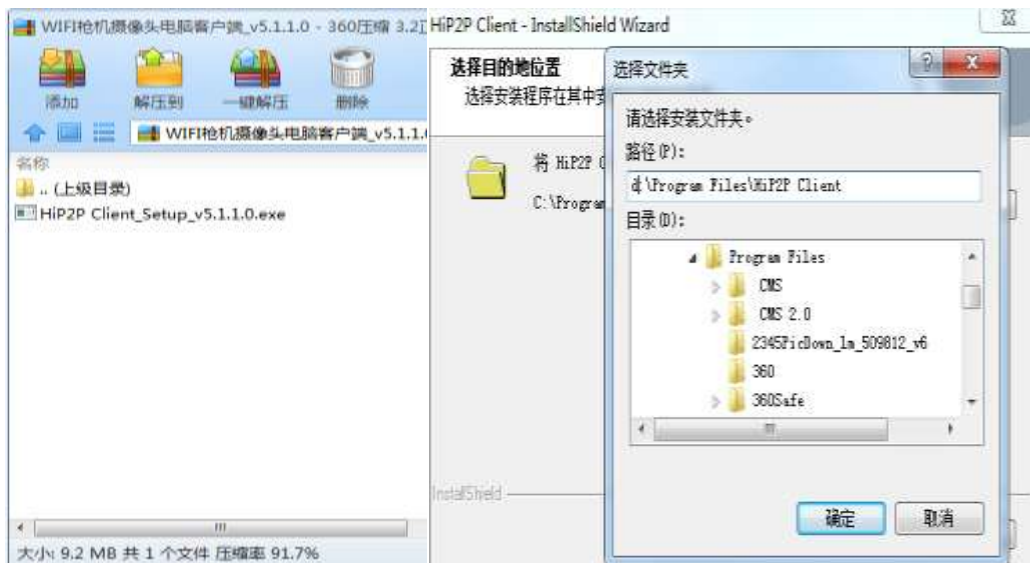 WIFI枪机摄像头电脑客户端_v5.1.1.0 - 360压缩 3.2
添加
解压到
一键解压
删除
WIFI枪机摄像头电脑客户端_v5.1.1.
名称
.. (上级目录)
HiP2P Client_Setup_v5.1.1.0.exe
大小: 9.2 MB 共 1 个文件 压缩率 91.7%
HiP2P Client - InstallShield Wizard
选择目的地位置
选择安装程序在其中安
将 HiP2P C
C:\Program
InstallShield
选择文件夹
请选择安装文件夹。
路径(P):
d:\Program Files\HiP2P Client
目录(D):
Program Files
CMS
CMS 2.0
2345PicDown_lm_509812_v6
360
360Safe
确定
取消